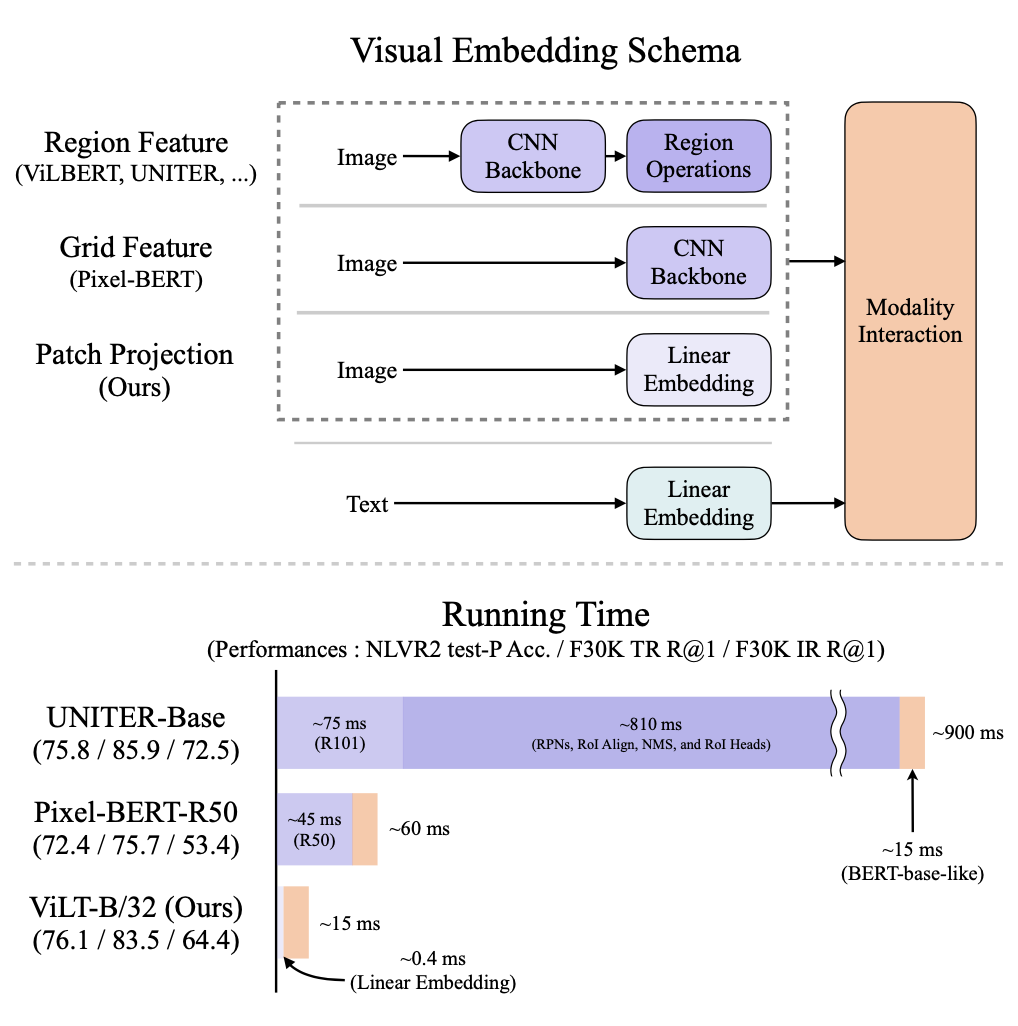 Visual Embedding Schema
Region Feature
(ViLBERT, UNITER, ...)
Image
CNN
Backbone
Region
Operations
Grid Feature
(Pixel-BERT)
Image
CNN
Backbone
Patch Projection
(Ours)
Image
Linear
Embedding
Text
Linear
Embedding
Modality
Interaction
Running Time
(Performances : NLVR2 test-P Acc. / F30K TR R@1 / F30K IR R@1)
UNITER-Base
(75.8 / 85.9 / 72.5)
~75 ms
(R101)
~810 ms
(RPNs, RoI Align, NMS, and RoI Heads)
~900 ms
~15 ms
(BERT-base-like)
Pixel-BERT-R50
(72.4 / 75.7 / 53.4)
~45 ms
(R50)
~60 ms
ViLT-B/32 (Ours)
(76.1 / 83.5 / 64.4)
~15 ms
~0.4 ms
(Linear Embedding)